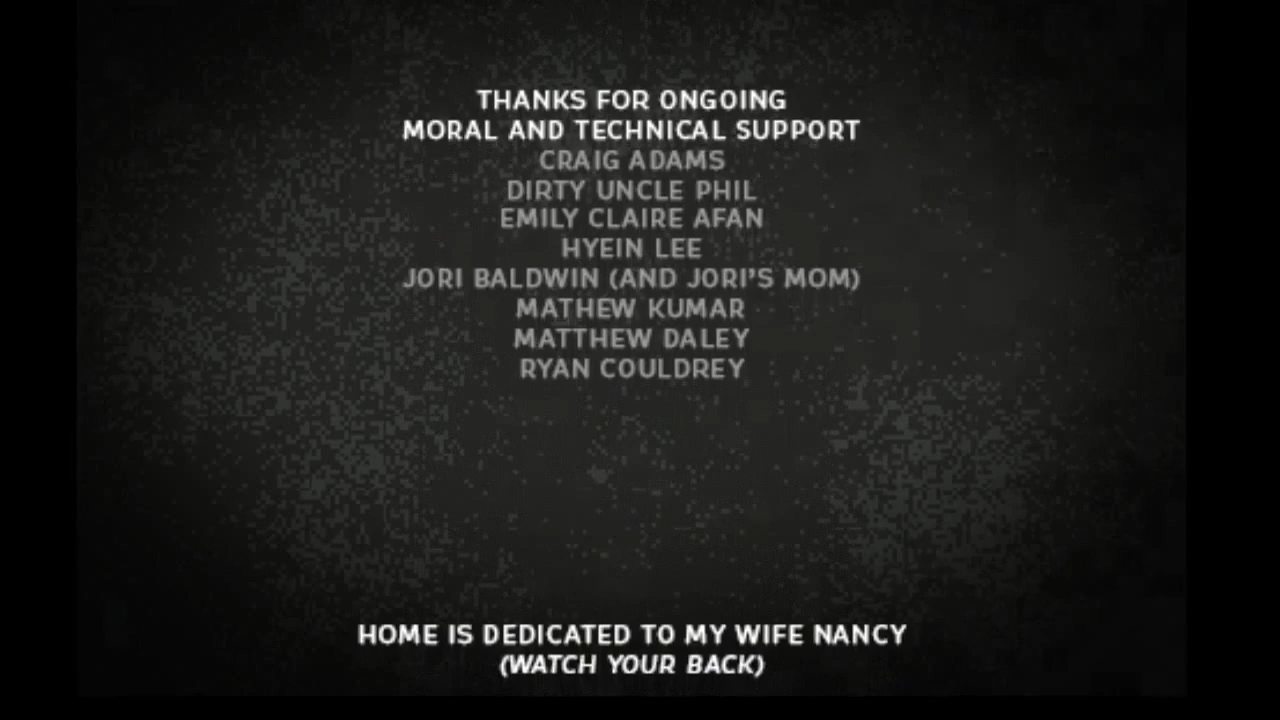 THANKS FOR ONGOING
MORAL AND TECHNICAL SUPPORT
CRAIG ADAMS
DIRTY UNCLE PHIL
EMILY CLAIRE AFAN
HYEIN LEE
JORI BALDWIN (AND JORI'S MOM)
MATHEW KUMAR
MATTHEW DALEY
RYAN COULDREY
HOME IS DEDICATED TO MY WIFE NANCY
(WATCH YOUR BACK)